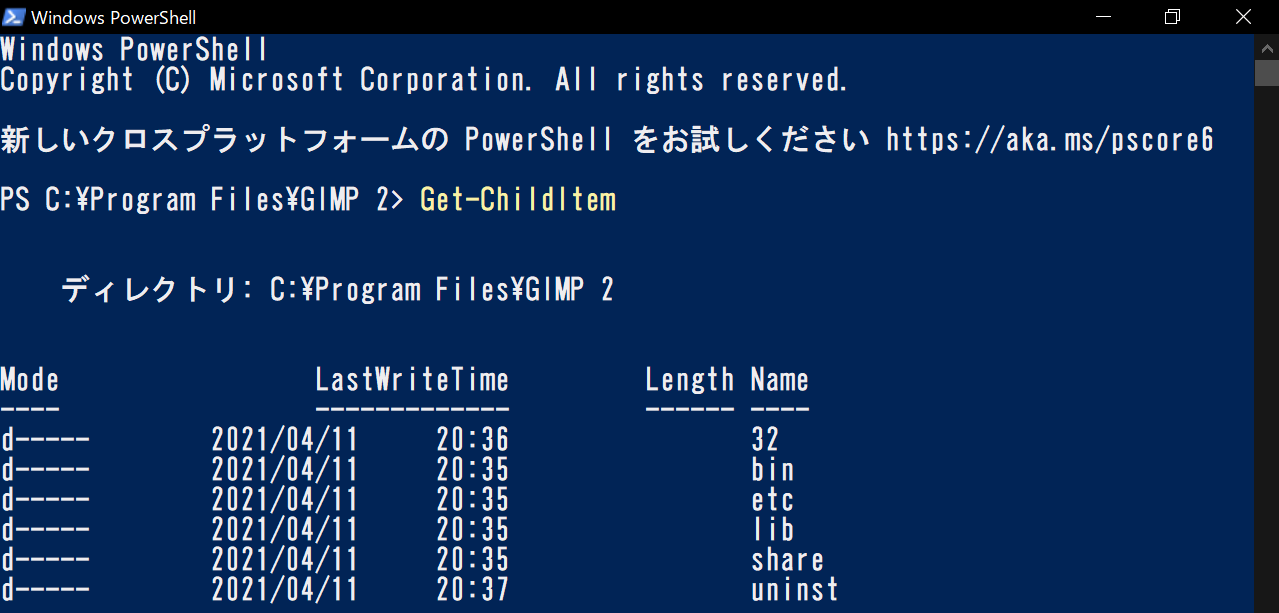 Windows PowerShell
Windows PowerShell
Copyright (C) Microsoft Corporation. All rights reserved.
新しいクロスプラットフォームの PowerShell をお試しください https://aka.ms/pscore6
PS C:¥Program Files¥GIMP 2> Get-ChildItem
ディレクトリ: C:¥Program Files¥GIMP 2
Mode LastWriteTime Length Name
---- ------------- ------ ----
d----- 2021/04/11 20:36 32
d----- 2021/04/11 20:35 bin
d----- 2021/04/11 20:35 etc
d----- 2021/04/11 20:35 lib
d----- 2021/04/11 20:35 share
d----- 2021/04/11 20:37 uninst